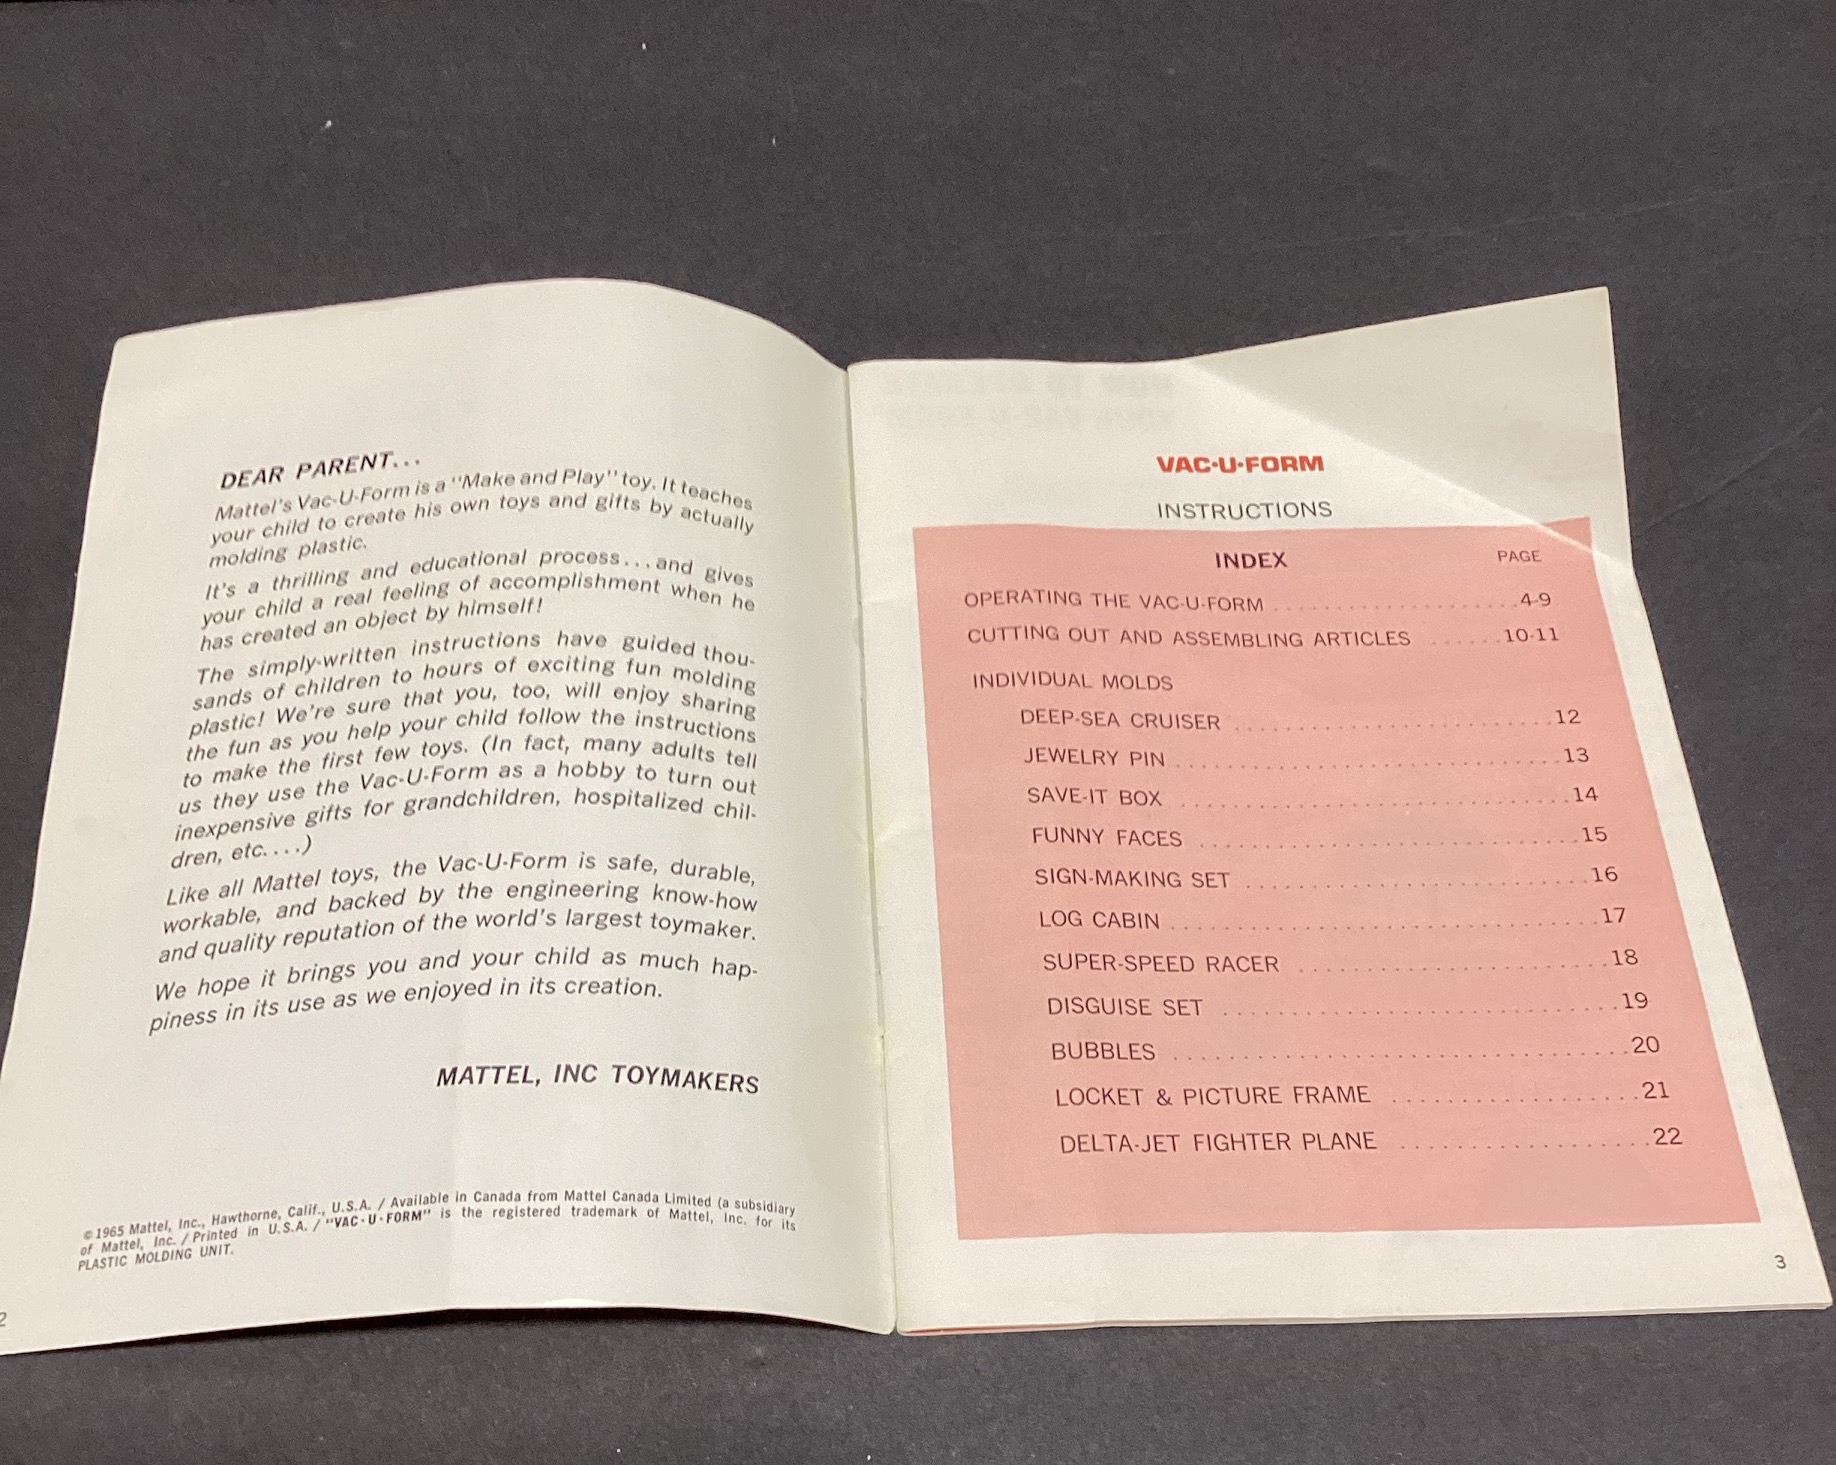 DEAR PARENT...
Mattel's Vac-U-Form is a "Make and Play" toy. It teaches
your child to create his own toys and gifts by actually
molding plastic.
It's a thrilling and educational process...and gives
your child a real feeling of accomplishment when he
has created an object by himself!
The simply-written instructions have guided thou-
sands of children to hours of exciting fun molding
plastic! We're sure that you, too, will enjoy sharing
the fun as you help your child follow the instructions
to make the first few toys. (In fact, many adults tell
us they use the Vac-U-Form as a hobby to turn out
inexpensive gifts for grandchildren, hospitalized chil-
dren, etc....)
Like all Mattel toys, the Vac-U-Form is safe, durable,
workable, and backed by the engineering know-how
and quality reputation of the world's largest toymaker.
We hope it brings you and your child as much hap-
piness in its use as we enjoyed in its creation.
MATTEL, INC TOYMAKERS
©1965 Mattel, Inc., Hawthorne, Calif., U.S.A. / Available in Canada from Mattel Canada Limited (a subsidiary
of Mattel, Inc. / Printed in U.S.A. / "VAC·U·FORM" is the registered trademark of Mattel, Inc. for its
PLASTIC MOLDING UNIT.
2
VAC·U·FORM
INSTRUCTIONS
INDEX PAGE
OPERATING THE VAC-U-FORM ..................... 4-9
CUTTING OUT AND ASSEMBLING ARTICLES ...... 10-11
INDIVIDUAL MOLDS
DEEP-SEA CRUISER ........................... 12
JEWELRY PIN ................................... 13
SAVE-IT BOX ................................. 14
FUNNY FACES ................................ 15
SIGN-MAKING SET ............................. 16
LOG CABIN .................................... 17
SUPER-SPEED RACER .......................... 18
DISGUISE SET ................................. 19
BUBBLES ...................................... 20
LOCKET & PICTURE FRAME ..................... 21
DELTA-JET FIGHTER PLANE ..................... 22
3